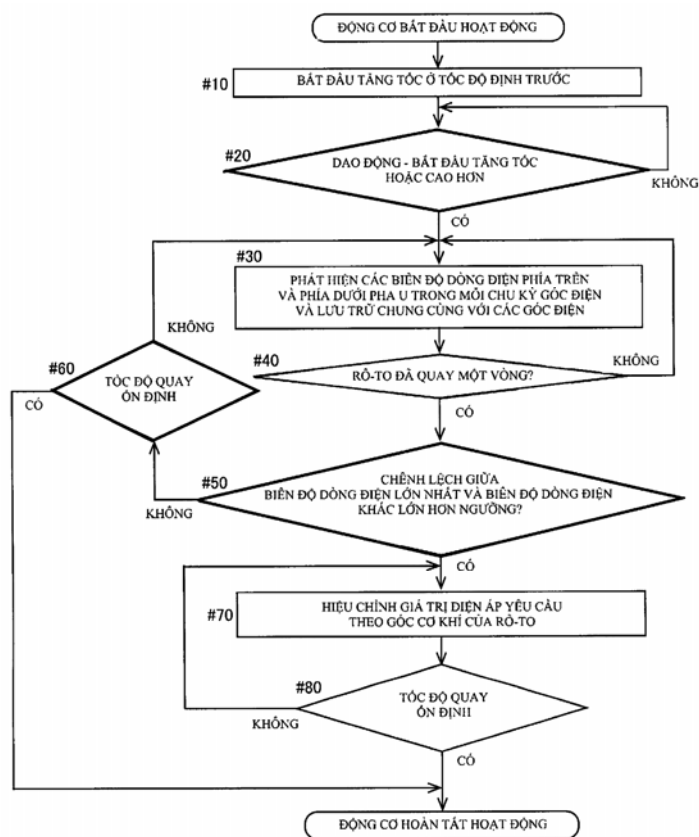 ĐỘNG CƠ BẮT ĐẦU HOẠT ĐỘNG
#10
BẮT ĐẦU TĂNG TỐC Ở TỐC ĐỘ ĐỊNH TRƯỚC
#20
DAO ĐỘNG - BẮT ĐẦU TĂNG TỐC
HOẶC CAO HƠN
KHÔNG
CÓ
#30
PHÁT HIỆN CÁC BIÊN ĐỘ DÒNG ĐIỆN PHÍA TRÊN
VÀ PHÍA DƯỚI PHA U TRONG MỖI CHU KỲ GÓC ĐIỆN
VÀ LƯU TRỮ CHUNG CÙNG VỚI CÁC GÓC ĐIỆN
KHÔNG
#60
TỐC ĐỘ QUAY
ỔN ĐỊNH
CÓ
#40
RÔ-TO ĐÃ QUAY MỘT VÒNG?
KHÔNG
CÓ
#50
CHÊNH LỆCH GIỮA
BIÊN ĐỘ DÒNG ĐIỆN LỚN NHẤT VÀ BIÊN ĐỘ DÒNG ĐIỆN
KHÁC LỚN HƠN NGƯỠNG?
KHÔNG
CÓ
#70
HIỆU CHỈNH GIÁ TRỊ ĐIỆN ÁP YÊU CẦU
THEO GÓC CƠ KHÍ CỦA RÔ-TO
#80
TỐC ĐỘ QUAY
ỔN ĐỊNH
KHÔNG
CÓ
ĐỘNG CƠ HOÀN TẤT HOẠT ĐỘNG